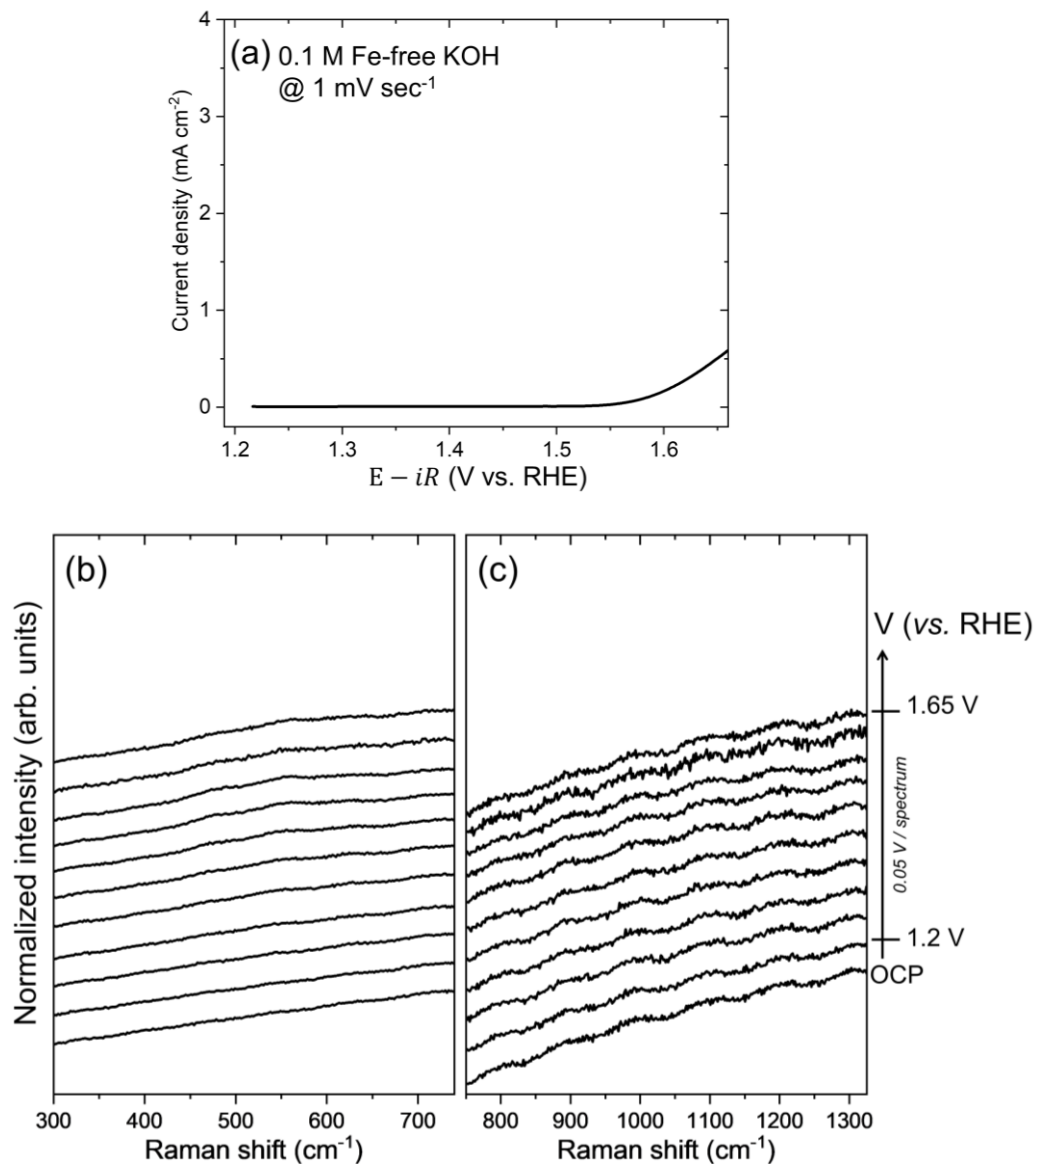 (a) 0.1 M Fe-free KOH
@ 1 mV sec⁻¹
Current density (mA cm⁻²)
4
3
2
1
0
1.2 1.3 1.4 1.5 1.6
E − iR (V vs. RHE)
(b)
(c)
Normalized intensity (arb. units)
V (vs. RHE)
1.65 V
0.05 V / spectrum
1.2 V
OCP
300 400 500 600 700
800 900 1000 1100 1200 1300
Raman shift (cm⁻¹)
Raman shift (cm⁻¹)